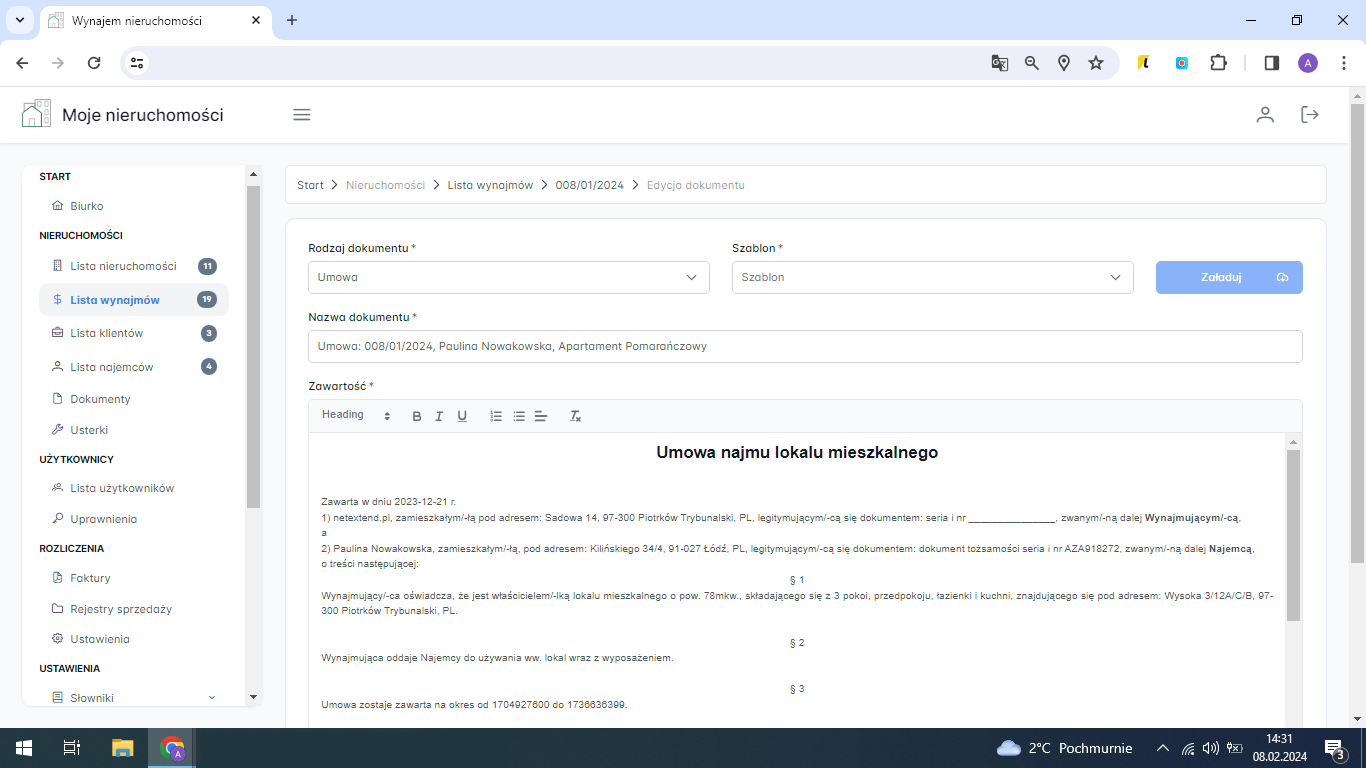 Wynajem nieruchomości
A
Moje nieruchomości
START
Biurko
NIERUCHOMOŚCI
Lista nieruchomości 11
Lista wynajmów 19
Lista klientów 3
Lista najemców 4
Dokumenty
Usterki
UŻYTKOWNICY
Lista użytkowników
Uprawnienia
ROZLICZENIA
Faktury
Rejestry sprzedaży
Ustawienia
USTAWIENIA
Słowniki
Start > Nieruchomości > Lista wynajmów > 008/01/2024 > Edycja dokumentu
Rodzaj dokumentu * Szablon *
Umowa Szablon Załaduj
Nazwa dokumentu *
Umowa: 008/01/2024, Paulina Nowakowska, Apartament Pomarańczowy
Zawartość *
Heading B I U
Umowa najmu lokalu mieszkalnego
Zawarta w dniu 2023-12-21 r.
1) netextend.pl, zamieszkałym/-łą pod adresem: Sadowa 14, 97-300 Piotrków Trybunalski, PL, legitymującym/-cą się dokumentem: seria i nr ________________, zwanym/-ną dalej Wynajmującym/-cą,
a
2) Paulina Nowakowska, zamieszkałym/-łą, pod adresem: Kilińskiego 34/4, 91-027 Łódź, PL, legitymującym/-cą się dokumentem: dokument tożsamości seria i nr AZA918272, zwanym/-ną dalej Najemcą,
o treści następującej:
§ 1
Wynajmujący/-ca oświadcza, że jest właścicielem/-lką lokalu mieszkalnego o pow. 78mkw., składającego się z 3 pokoi, przedpokoju, łazienki i kuchni, znajdującego się pod adresem: Wysoka 3/12A/C/B, 97-
300 Piotrków Trybunalski, PL.
§ 2
Wynajmująca oddaje Najemcy do używania ww. lokal wraz z wyposażeniem.
§ 3
Umowa zostaje zawarta na okres od 1704927600 do 1736636399.
A
2°C Pochmurnie
14:31
08.02.2024
3